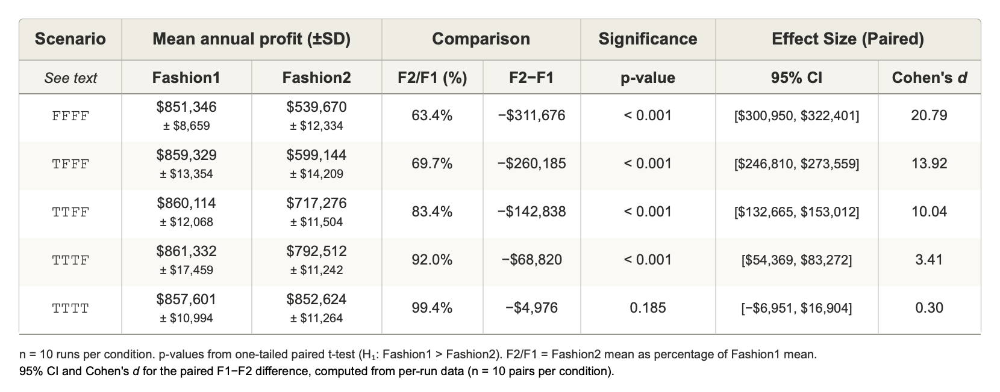 Scenario Mean annual profit (±SD) Comparison Significance Effect Size (Paired)
See text Fashion1 Fashion2 F2/F1 (%) F2−F1 p-value 95% CI Cohen's d
FFFF $851,346 ± $8,659 $539,670 ± $12,334 63.4% −$311,676 < 0.001 [$300,950, $322,401] 20.79
TFFF $859,329 ± $13,354 $599,144 ± $14,209 69.7% −$260,185 < 0.001 [$246,810, $273,559] 13.92
TTFF $860,114 ± $12,068 $717,276 ± $11,504 83.4% −$142,838 < 0.001 [$132,665, $153,012] 10.04
TTTF $861,332 ± $17,459 $792,512 ± $11,242 92.0% −$68,820 < 0.001 [$54,369, $83,272] 3.41
TTTT $857,601 ± $10,994 $852,624 ± $11,264 99.4% −$4,976 0.185 [−$6,951, $16,904] 0.30
n = 10 runs per condition. p-values from one-tailed paired t-test (H₁: Fashion1 > Fashion2). F2/F1 = Fashion2 mean as percentage of Fashion1 mean.
95% CI and Cohen's d for the paired F1−F2 difference, computed from per-run data (n = 10 pairs per condition).